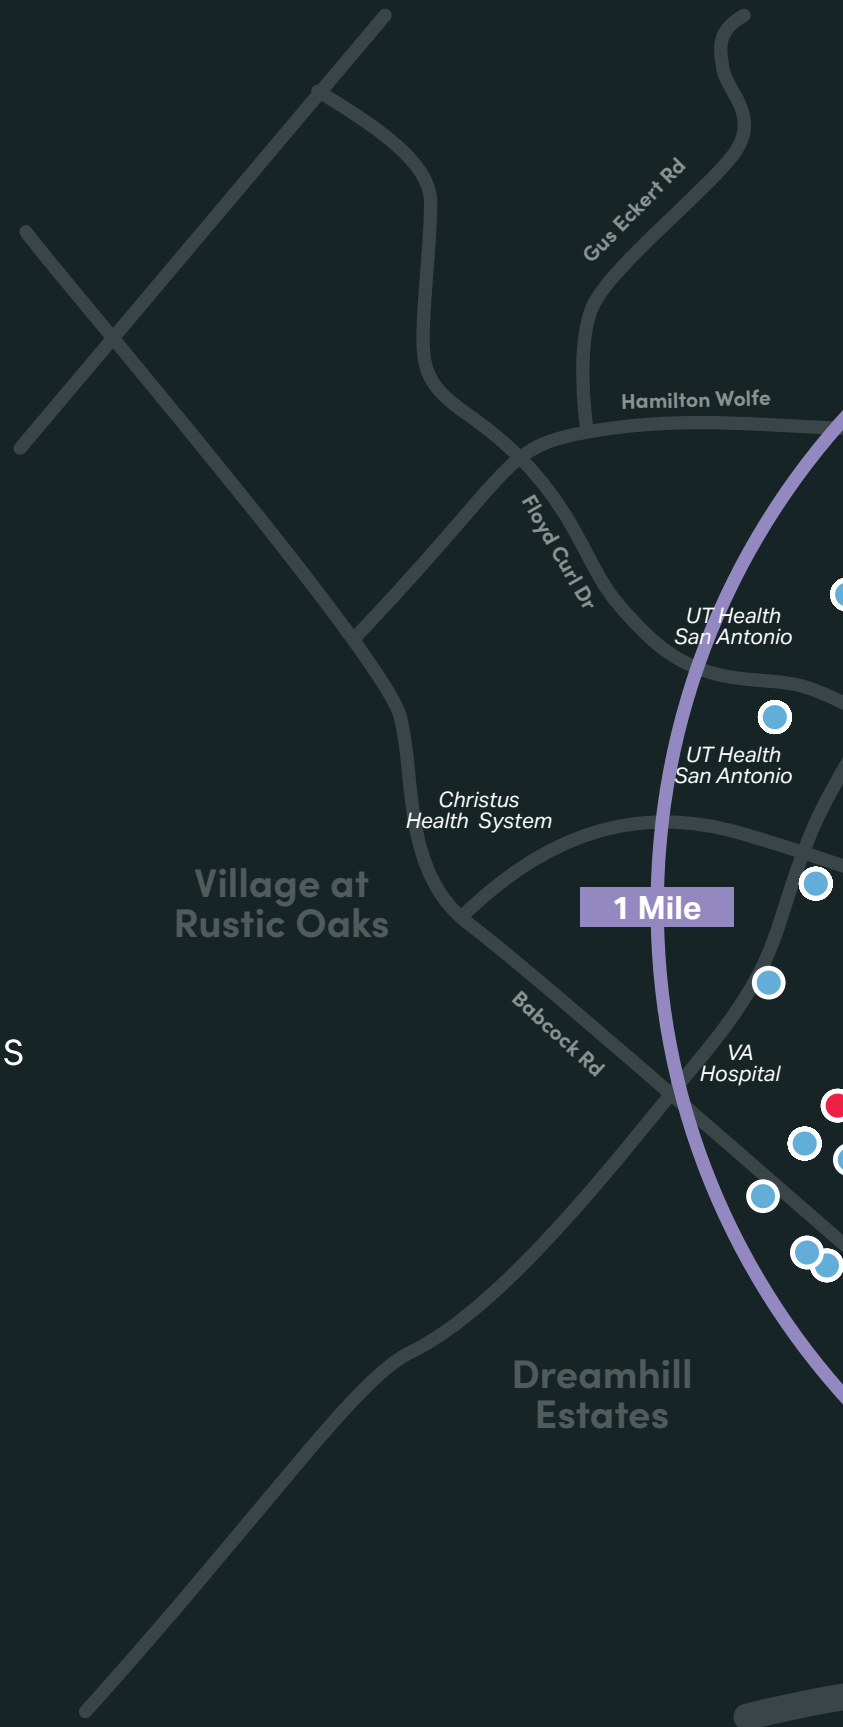 Gus Eckert Rd
Hamilton Wolfe
Floyd Curl Dr
UT Health
San Antonio
UT Health
San Antonio
Christus
Health System
Village at
Rustic Oaks
1 Mile
Babcock Rd
s
VA
Hospital
Dreamhill
Estates